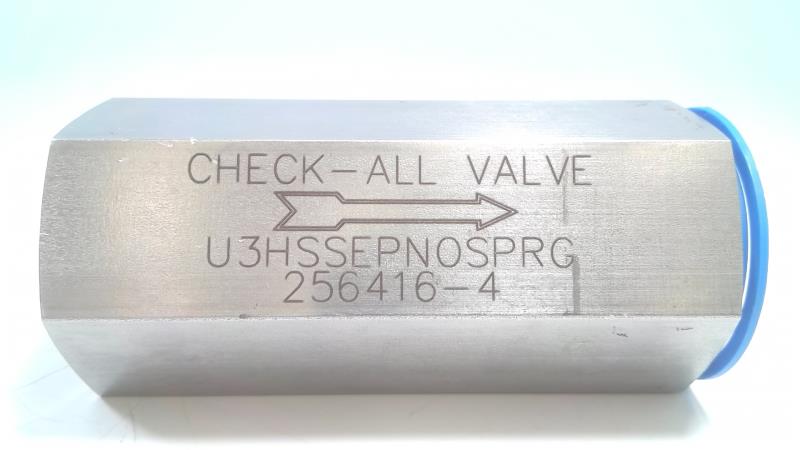 CHECK-ALL VALVE
U3HSSEPNOSPRG
256416-4